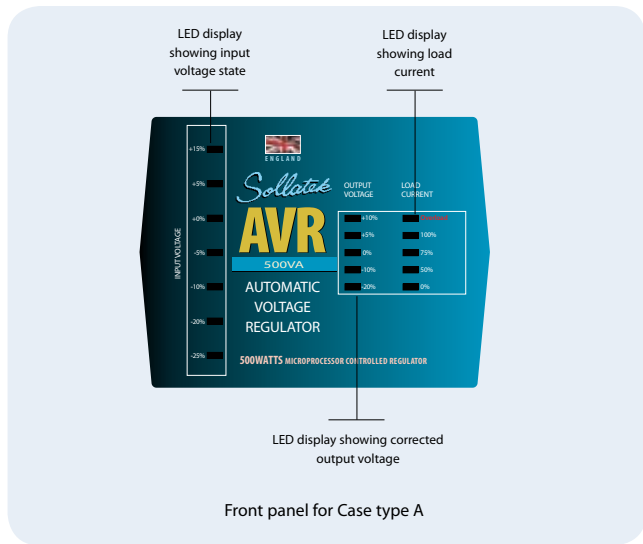 LED display
showing input
voltage state
LED display
showing load
current
+15%
+5%
+0%
-5%
-10%
-20%
-25%
INPUT VOLTAGE
ENGLAND
Sollatek
AVR
500VA
AUTOMATIC
VOLTAGE
REGULATOR
500WATTS MICROPROCESSOR CONTROLLED REGULATOR
OUTPUT
VOLTAGE
+10%
+5%
0%
-10%
-20%
LOAD
CURRENT
100%
75%
50%
0%
LED display showing corrected
output voltage
Front panel for Case type A